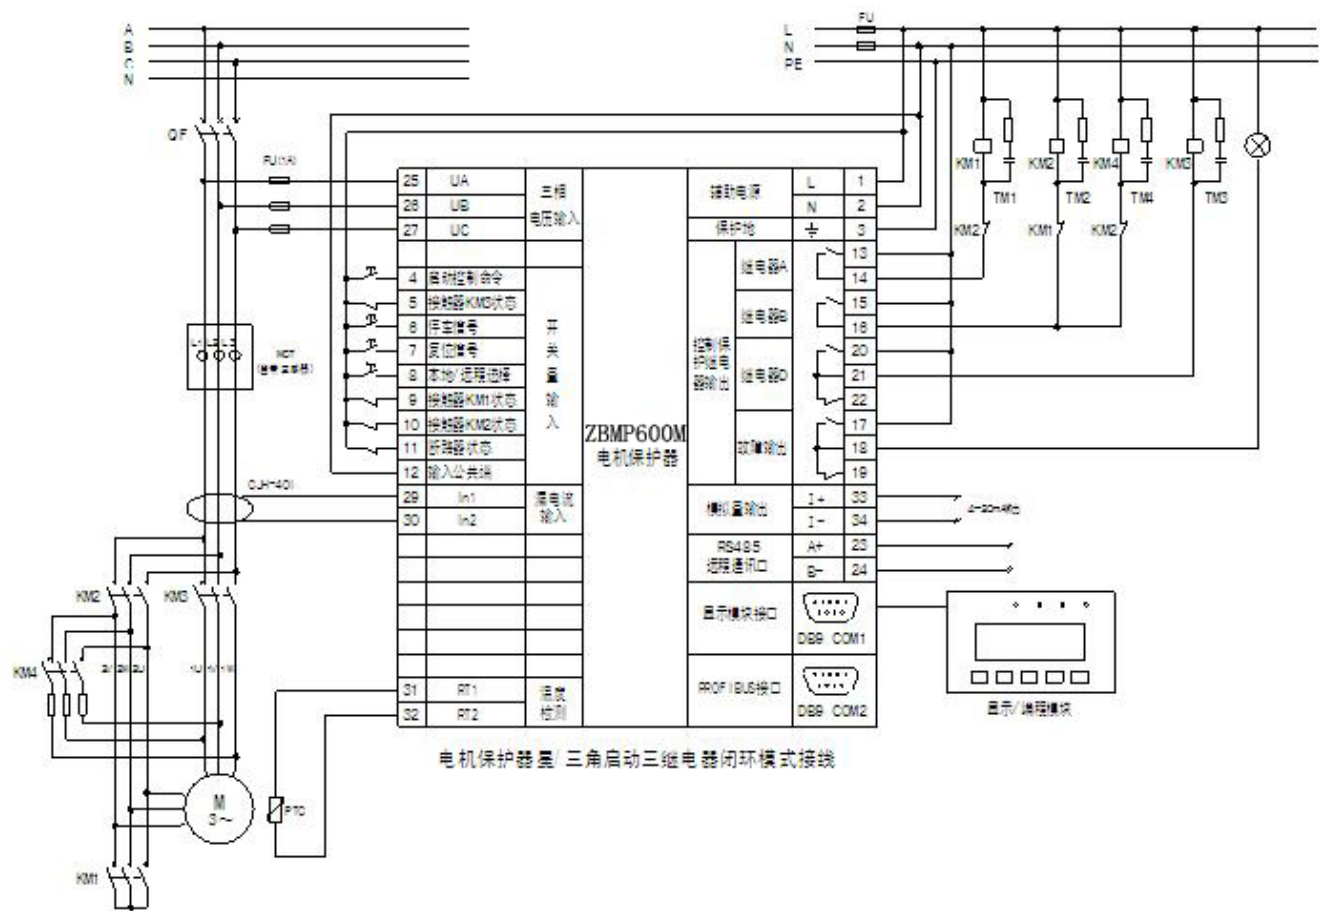 A
B
C
N
QF
FU(1A)
L1 L2 L3
MCT
CJH-401
KM2
KM3
KM4
KM1
M
3~
PTC
25 UA
26 UB
27 UC
三相
电压输入
4 启动控制命令
5 接触器KM3状态
6 停车信号
7 复位信号
8 本地/远程选择
9 接触器KM1状态
10 接触器KM2状态
11 断路器状态
12 输入公共端
开关量输入
29 In1
30 In2
漏电流
输入
31 RT1
32 RT2
温度
检测
ZBMP600M
电机保护器
辅助电源
L 1
N 2
保护地
3
控制保
护继电
器输出
继电器A
13
14
继电器B
15
16
继电器D
20
21
22
故障输出
17
18
19
模拟量输出
I+ 33
I- 34
RS485
远程通讯口
A+ 23
B- 24
显示模块接口
DB9 COM1
PROFIBUS接口
DB9 COM2
L
N
PE
FU
KM1
KM2
KM4
KM3
TM1
TM2
TM4
TM3
KM2
KM1
KM2
4-20mA输出
显示/编程模块
电机保护器星/三角启动三继电器闭环模式接线